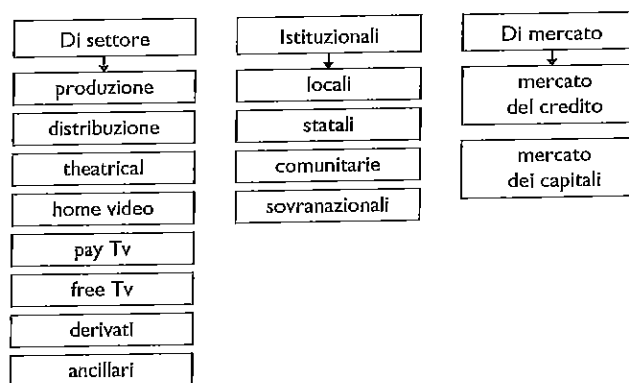 Di settore
produzione
distribuzione
theatrical
home video
pay Tv
free Tv
derivati
ancillari
Istituzionali
locali
statali
comunitarie
sovranazionali
Di mercato
mercato
del credito
mercato
dei capitali